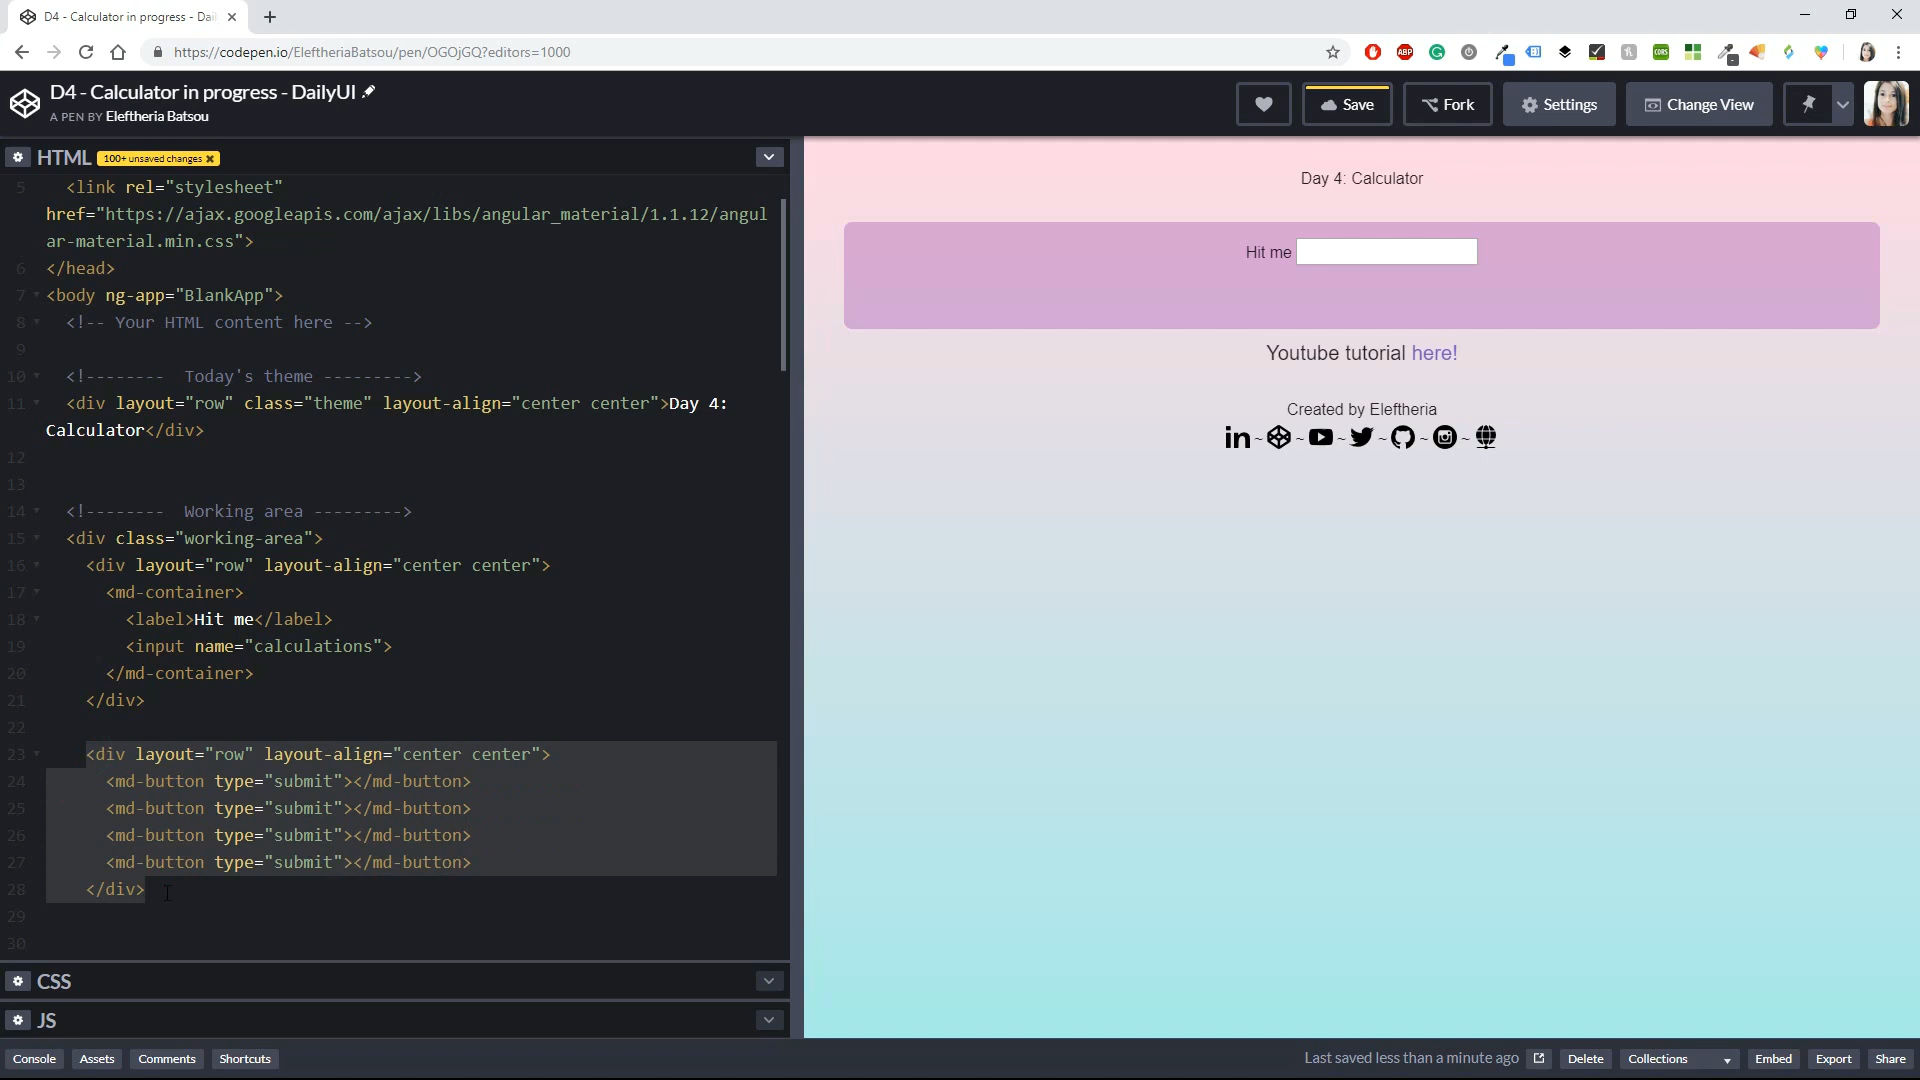 D4 - Calculator in progress - Dai
https://codepen.io/EleftheriaBatsou/pen/OGOjGQ?editors=1000
D4 - Calculator in progress - DailyUI
A PEN BY Eleftheria Batsou
Save
Fork
Settings
Change View
HTML 100+ unsaved changes x
5 <link rel="stylesheet"
href="https://ajax.googleapis.com/ajax/libs/angular_material/1.1.12/angul
ar-material.min.css">
6 </head>
7 <body ng-app="BlankApp">
8 <!-- Your HTML content here -->
9
10 <!-------- Today's theme --------->
11 <div layout="row" class="theme" layout-align="center center">Day 4:
Calculator</div>
12
13
14 <!-------- Working area --------->
15 <div class="working-area">
16 <div layout="row" layout-align="center center">
17 <md-container>
18 <label>Hit me</label>
19 <input name="calculations">
20 </md-container>
21 </div>
22
23 <div layout="row" layout-align="center center">
24 <md-button type="submit"></md-button>
25 <md-button type="submit"></md-button>
26 <md-button type="submit"></md-button>
27 <md-button type="submit"></md-button>
28 </div>
29
30
CSS
JS
Day 4: Calculator
Hit me
Youtube tutorial here!
Created by Eleftheria
in ~ ~ ~ ~ ~ ~
Console Assets Comments Shortcuts
Last saved less than a minute ago Delete Collections Embed Export Share